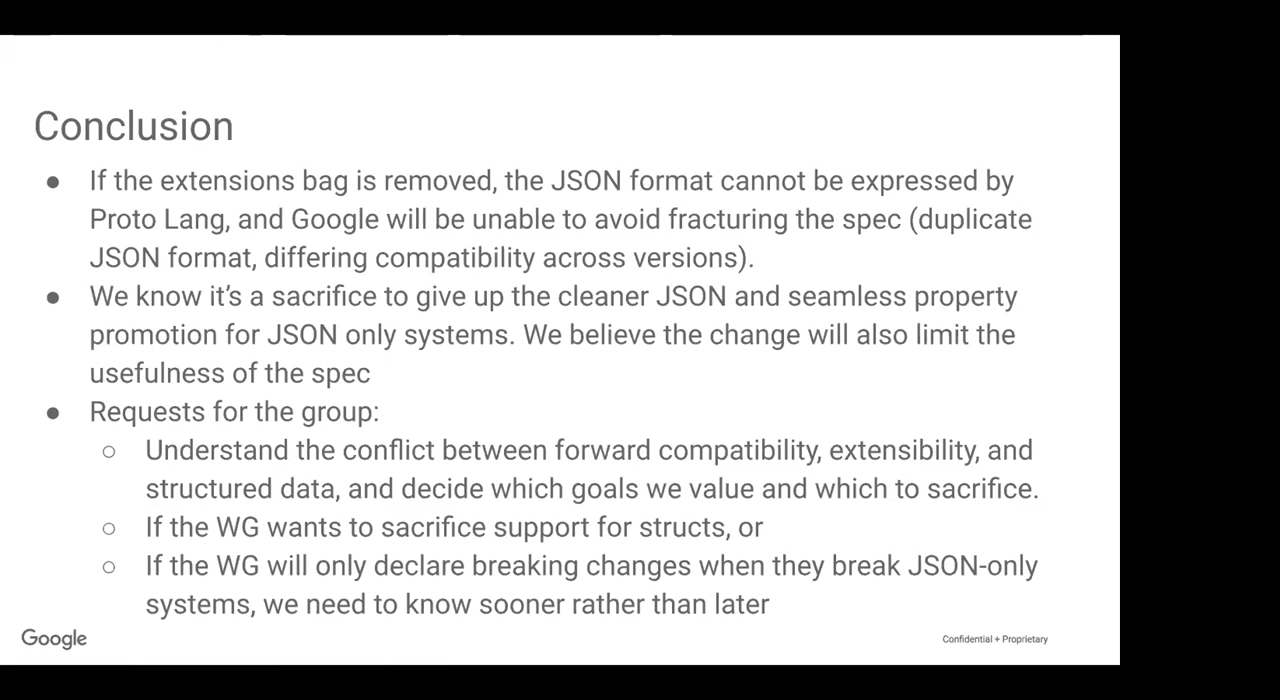 Conclusion
● If the extensions bag is removed, the JSON format cannot be expressed by
Proto Lang, and Google will be unable to avoid fracturing the spec (duplicate
JSON format, differing compatibility across versions).
● We know it's a sacrifice to give up the cleaner JSON and seamless property
promotion for JSON only systems. We believe the change will also limit the
usefulness of the spec
● Requests for the group:
○ Understand the conflict between forward compatibility, extensibility, and
structured data, and decide which goals we value and which to sacrifice.
○ If the WG wants to sacrifice support for structs, or
○ If the WG will only declare breaking changes when they break JSON-only
systems, we need to know sooner rather than later
Google
Confidential + Proprietary